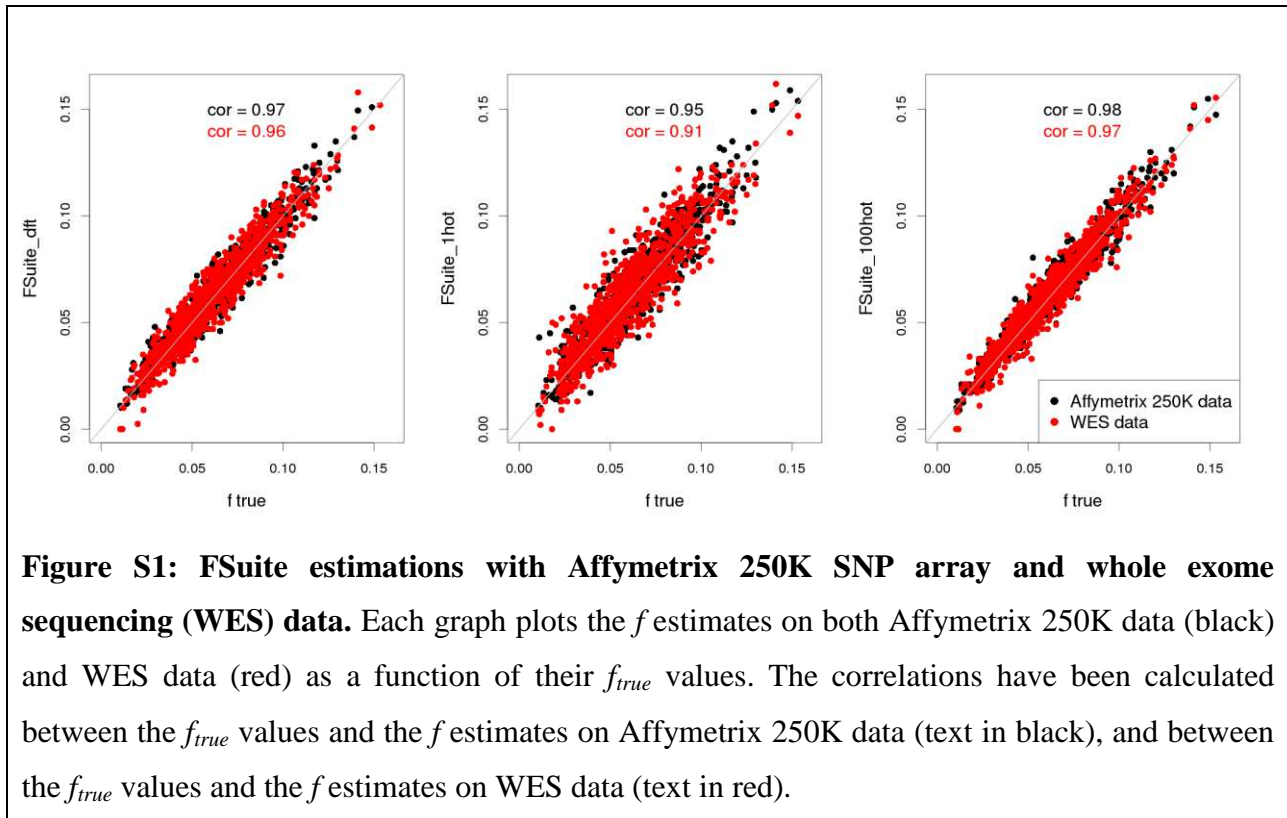 FSuite_dft
0.00 0.05 0.10 0.15
cor = 0.97
cor = 0.96
0.00 0.05 0.10 0.15
f true
FSuite_1hot
0.00 0.05 0.10 0.15
cor = 0.95
cor = 0.91
0.00 0.05 0.10 0.15
f true
FSuite_100hot
0.00 0.05 0.10 0.15
cor = 0.98
cor = 0.97
Affymetrix 250K data
WES data
0.00 0.05 0.10 0.15
f true
Figure S1: FSuite estimations with Affymetrix 250K SNP array and whole exome
sequencing (WES) data. Each graph plots the f estimates on both Affymetrix 250K data (black)
and WES data (red) as a function of their ftrue values. The correlations have been calculated
between the ftrue values and the f estimates on Affymetrix 250K data (text in black), and between
the ftrue values and the f estimates on WES data (text in red).